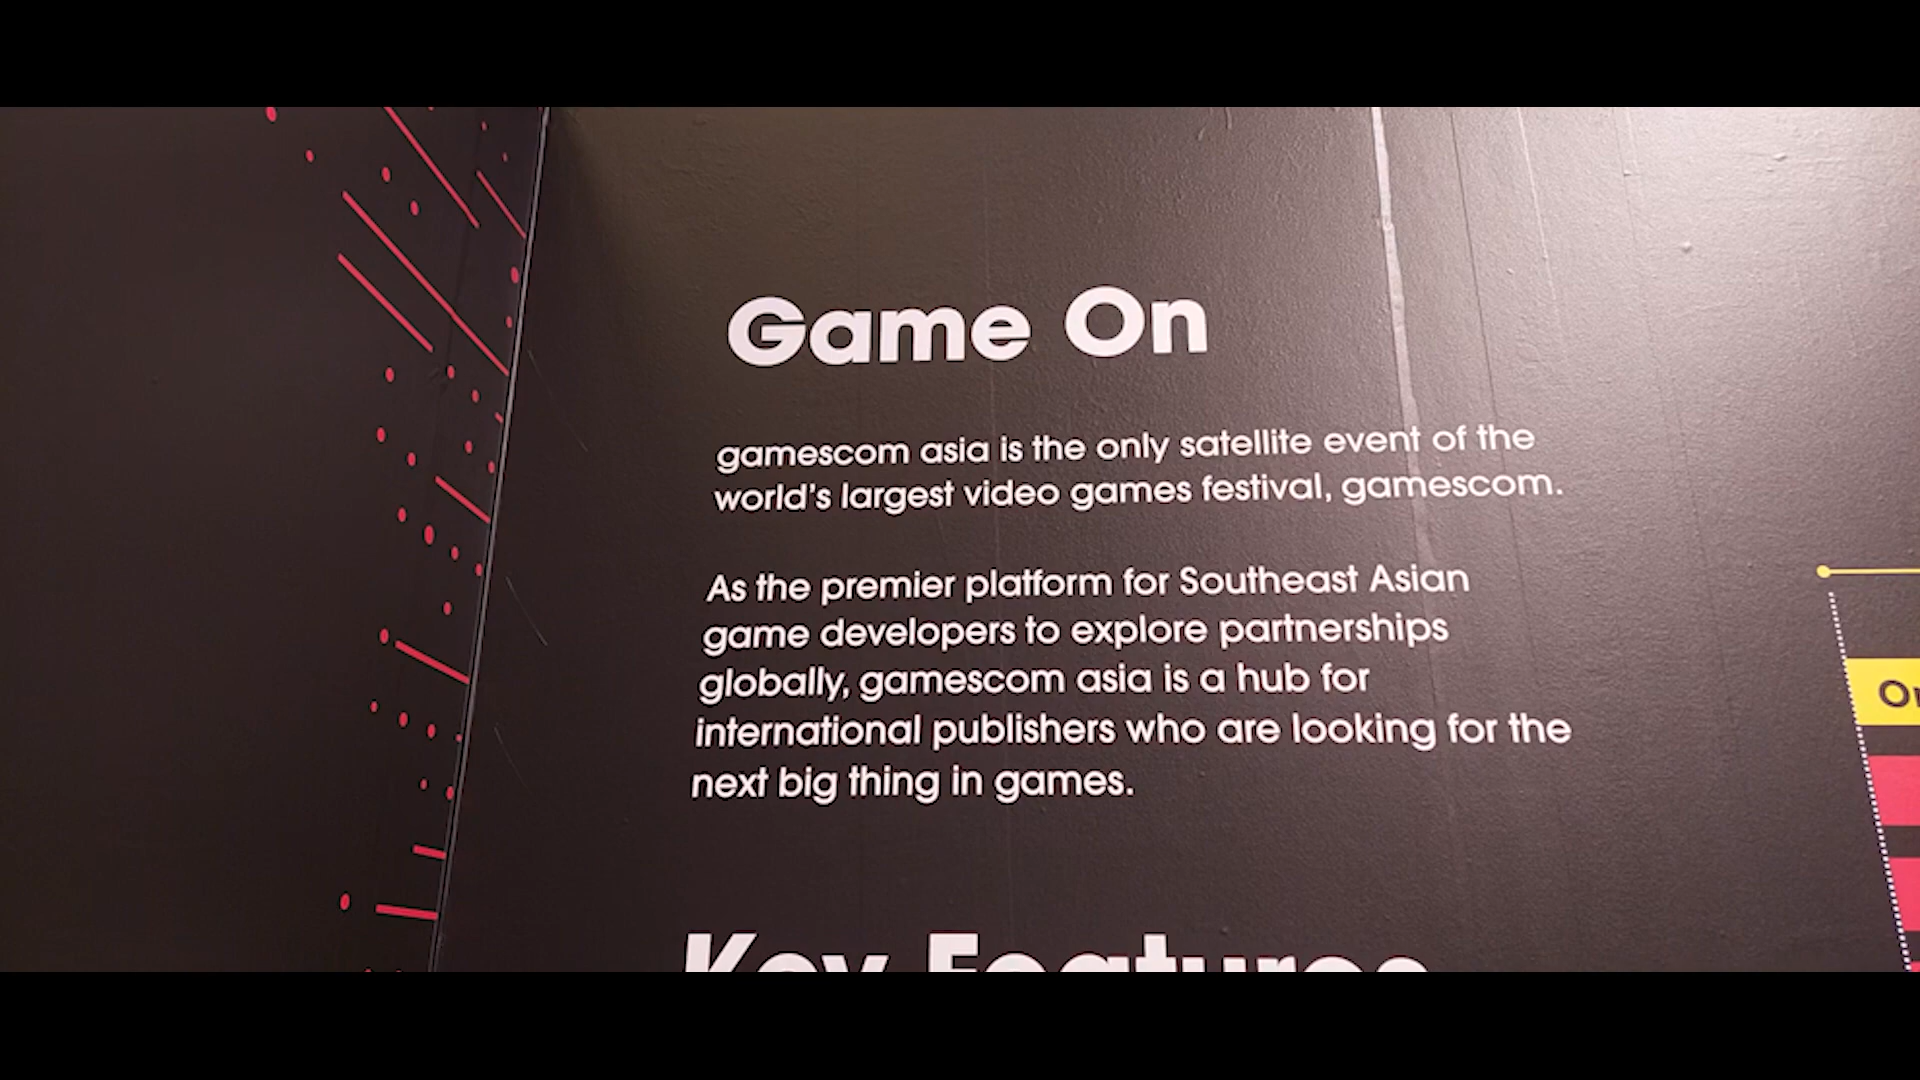 Game On
gamescom asia is the only satellite event of the
world's largest video games festival, gamescom.
As the premier platform for Southeast Asian
game developers to explore partnerships
globally, gamescom asia is a hub for
international publishers who are looking for the
next big thing in games.
Key Features